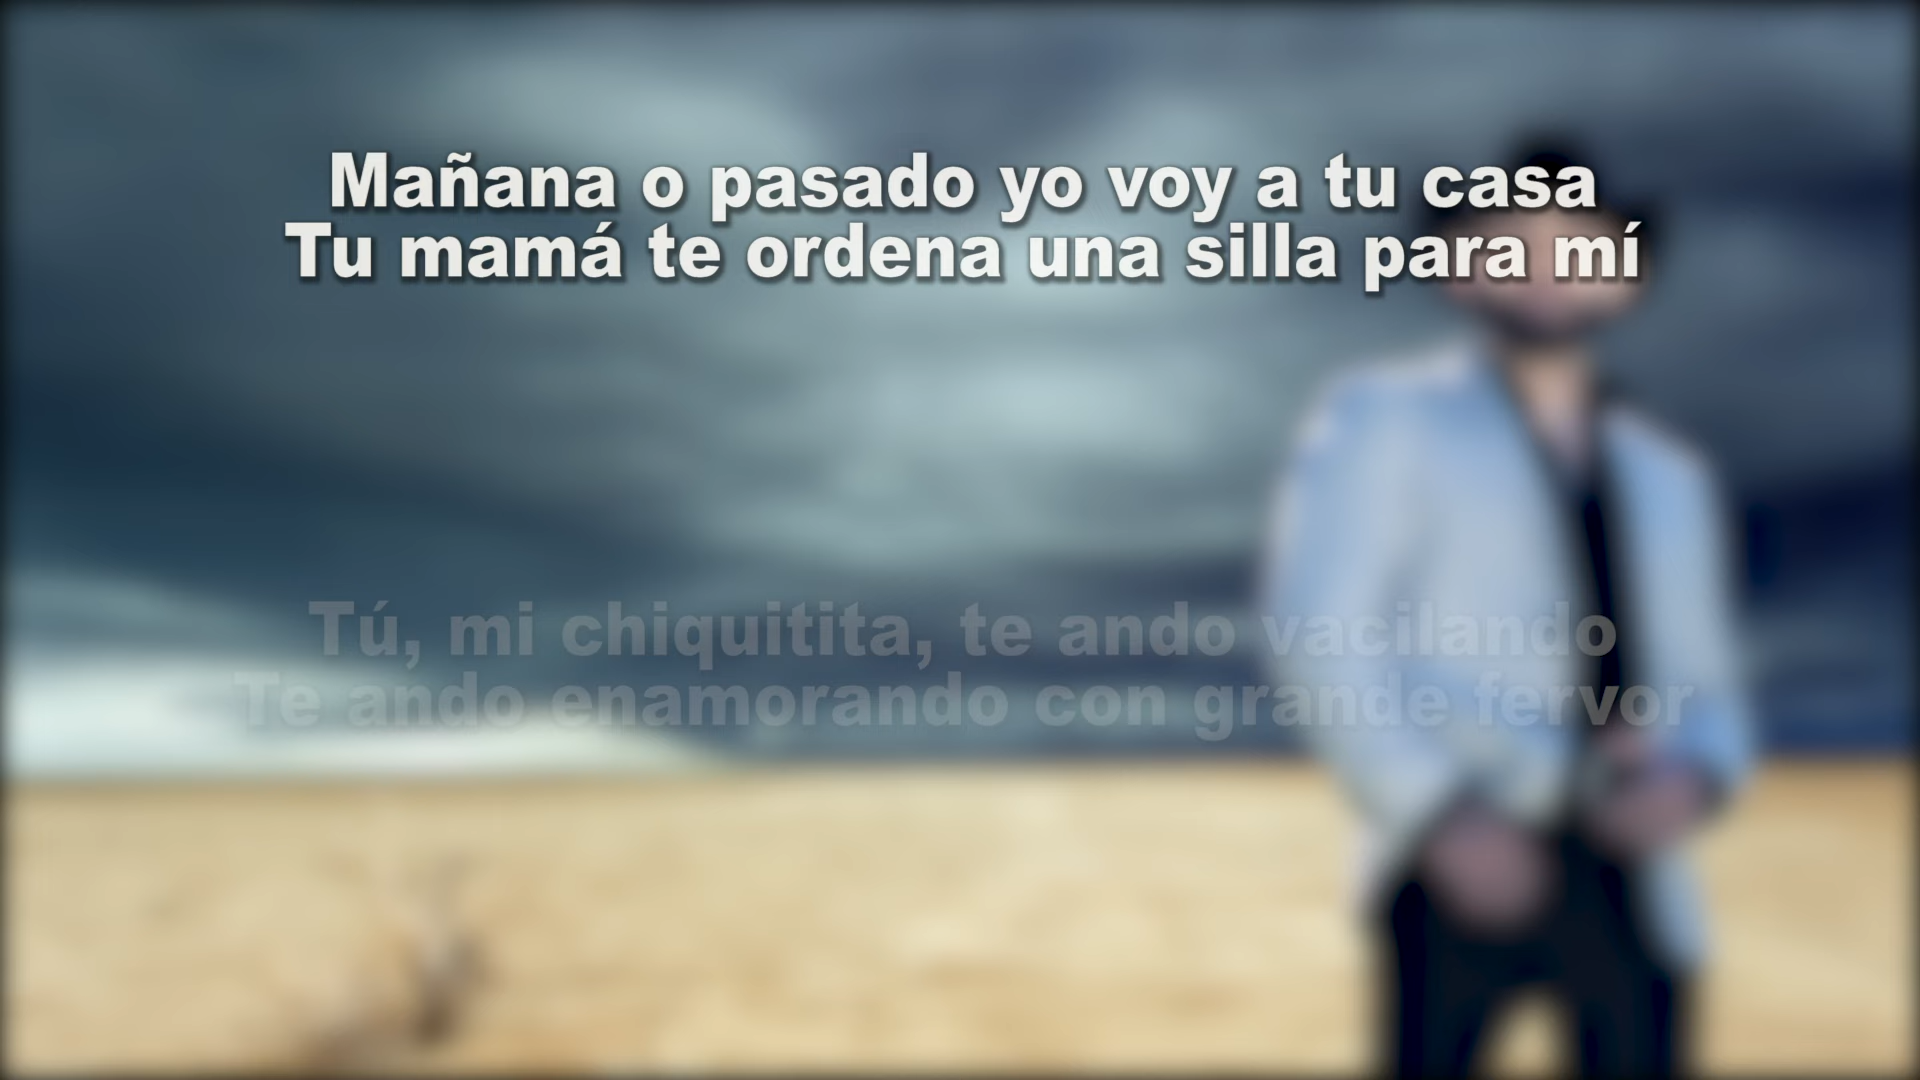 Mañana o pasado yo voy a tu casa
Tu mamá te ordena una silla para mí
Tú, mi chiquitita, te ando vacilando
Te ando enamorando con grande fervor